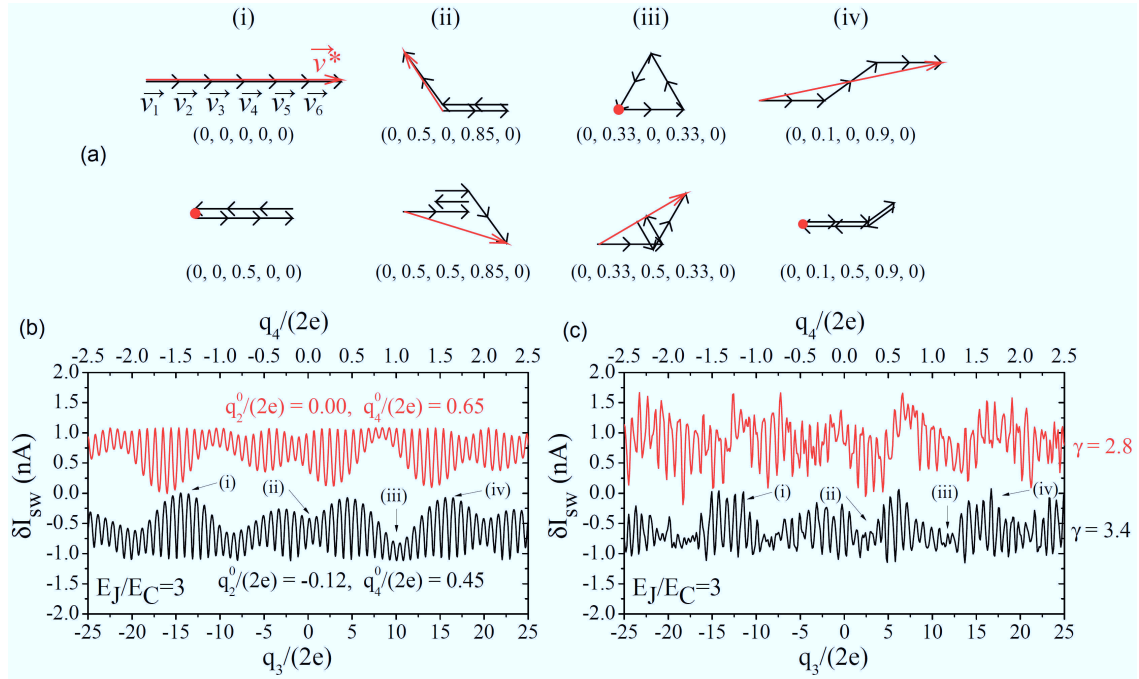 (i) (ii) (iii) (iv)
v*
v1 v2 v3 v4 v5 v6
(0, 0, 0, 0, 0) (0, 0.5, 0, 0.85, 0) (0, 0.33, 0, 0.33, 0) (0, 0.1, 0, 0.9, 0)
(a)
(0, 0, 0.5, 0, 0) (0, 0.5, 0.5, 0.85, 0) (0, 0.33, 0.5, 0.33, 0) (0, 0.1, 0.5, 0.9, 0)
(b)
q4/(2e)
-2.5 -2.0 -1.5 -1.0 -0.5 0.0 0.5 1.0 1.5 2.0 2.5
2.0
1.5
1.0
0.5
0.0
-0.5
-1.0
-1.5
-2.0
δISW (nA)
q2^0/(2e) = 0.00, q4^0/(2e) = 0.65
(i)
(ii)
(iii)
(iv)
q2^0/(2e) = -0.12, q4^0/(2e) = 0.45
EJ/EC=3
-25 -20 -15 -10 -5 0 5 10 15 20 25
q3/(2e)
(c)
q4/(2e)
-2.5 -2.0 -1.5 -1.0 -0.5 0.0 0.5 1.0 1.5 2.0 2.5
2.0
1.5
1.0
0.5
0.0
-0.5
-1.0
-1.5
-2.0
δISW (nA)
γ = 2.8
(i)
(ii)
(iii)
(iv)
γ = 3.4
EJ/EC=3
-25 -20 -15 -10 -5 0 5 10 15 20 25
q3/(2e)